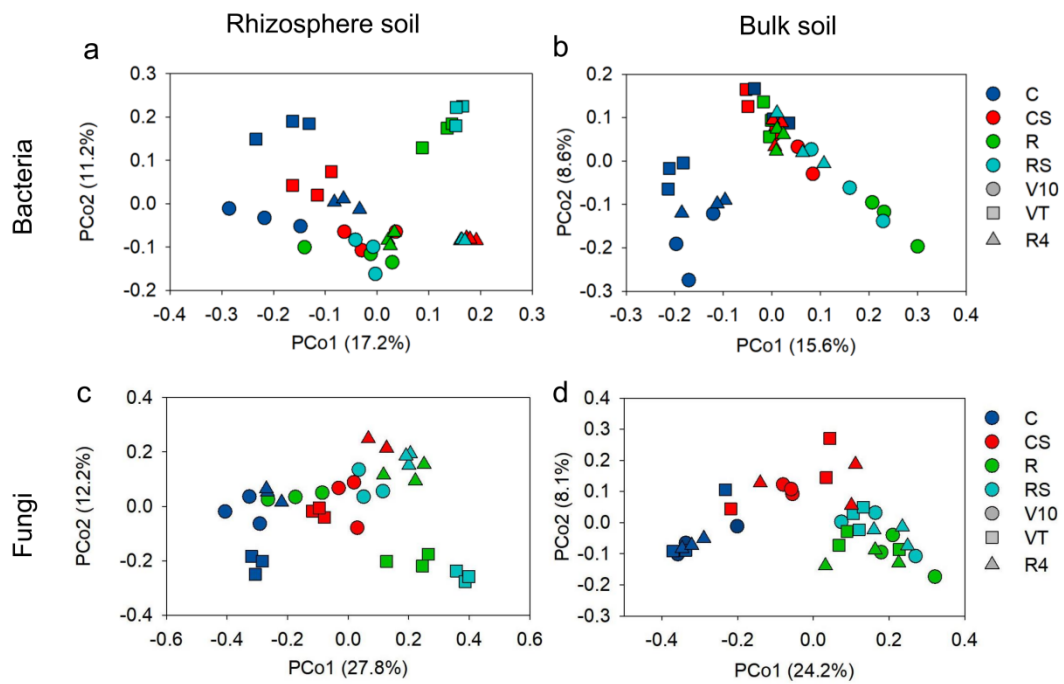 Rhizosphere soil
Bulk soil
a
b
Bacteria
PCo2 (11.2%)
0.3
0.2
0.1
0.0
-0.1
-0.2
-0.4 -0.3 -0.2 -0.1 0.0 0.1 0.2 0.3
PCo1 (17.2%)
PCo2 (8.6%)
0.2
0.1
0.0
-0.1
-0.2
-0.3
-0.3 -0.2 -0.1 0.0 0.1 0.2 0.3 0.4
PCo1 (15.6%)
C
CS
R
RS
V10
VT
R4
c
d
Fungi
PCo2 (12.2%)
0.4
0.2
0.0
-0.2
-0.4
-0.6 -0.4 -0.2 0.0 0.2 0.4 0.6
PCo1 (27.8%)
PCo2 (8.1%)
0.4
0.3
0.2
0.1
0.0
-0.1
-0.2
-0.3
-0.4 -0.2 0.0 0.2 0.4
PCo1 (24.2%)
C
CS
R
RS
V10
VT
R4